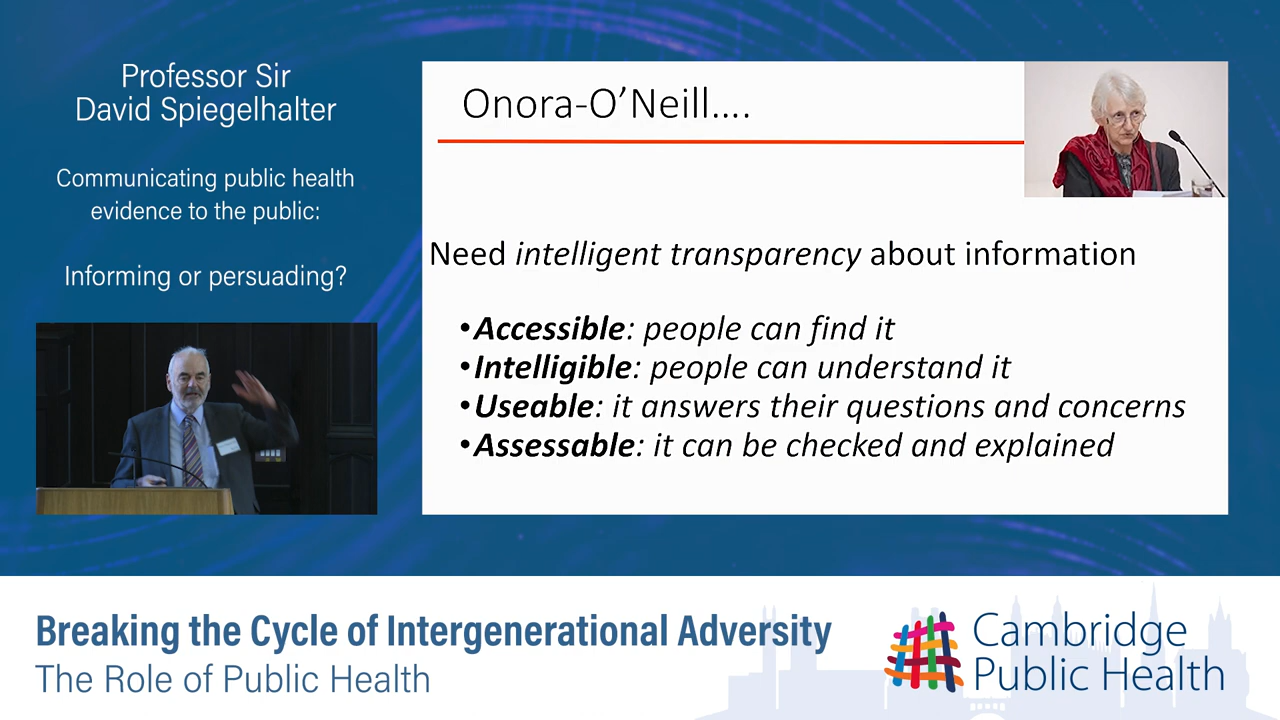 Professor Sir
David Spiegelhalter
Communicating public health
evidence to the public:
Informing or persuading?
Onora-O’Neill....
Need intelligent transparency about information
•Accessible: people can find it
•Intelligible: people can understand it
•Useable: it answers their questions and concerns
•Assessable: it can be checked and explained
Breaking the Cycle of Intergenerational Adversity
The Role of Public Health
Cambridge
Public Health